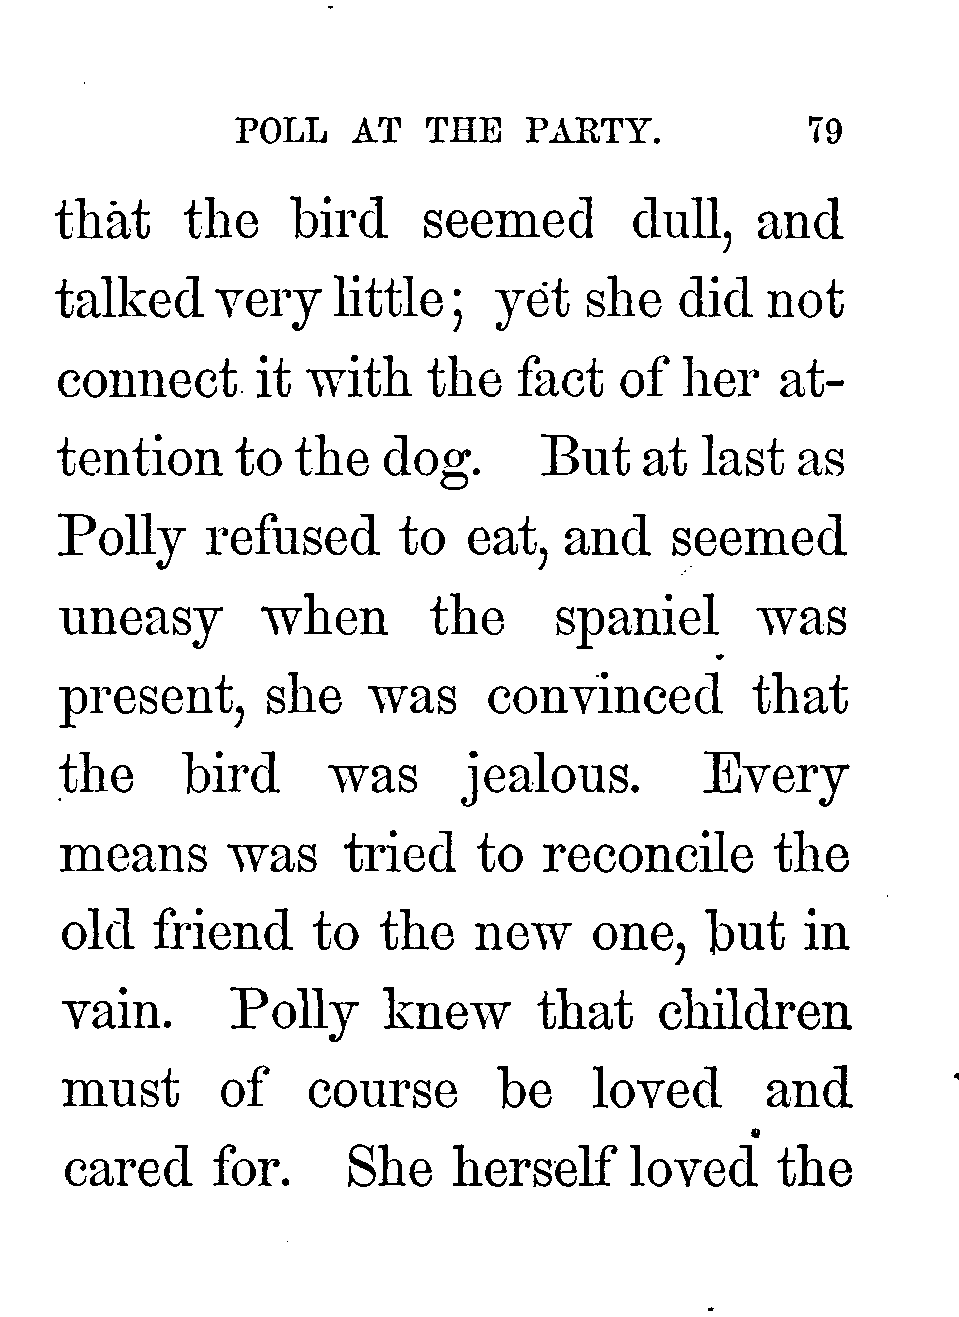 POLL AT THE PARTY. 79
that the bird seemed dull, and
talked very little; yet she did not
connect it with the fact of her at-
tention to the dog. But at last as
Polly refused to eat, and seemed
uneasy when the spaniel was
present, she was convinced that
the bird was jealous. Every
means was tried to reconcile the
old friend to the new one, but in
vain. Polly knew that children
must of course be loved and
cared for. She herself loved the